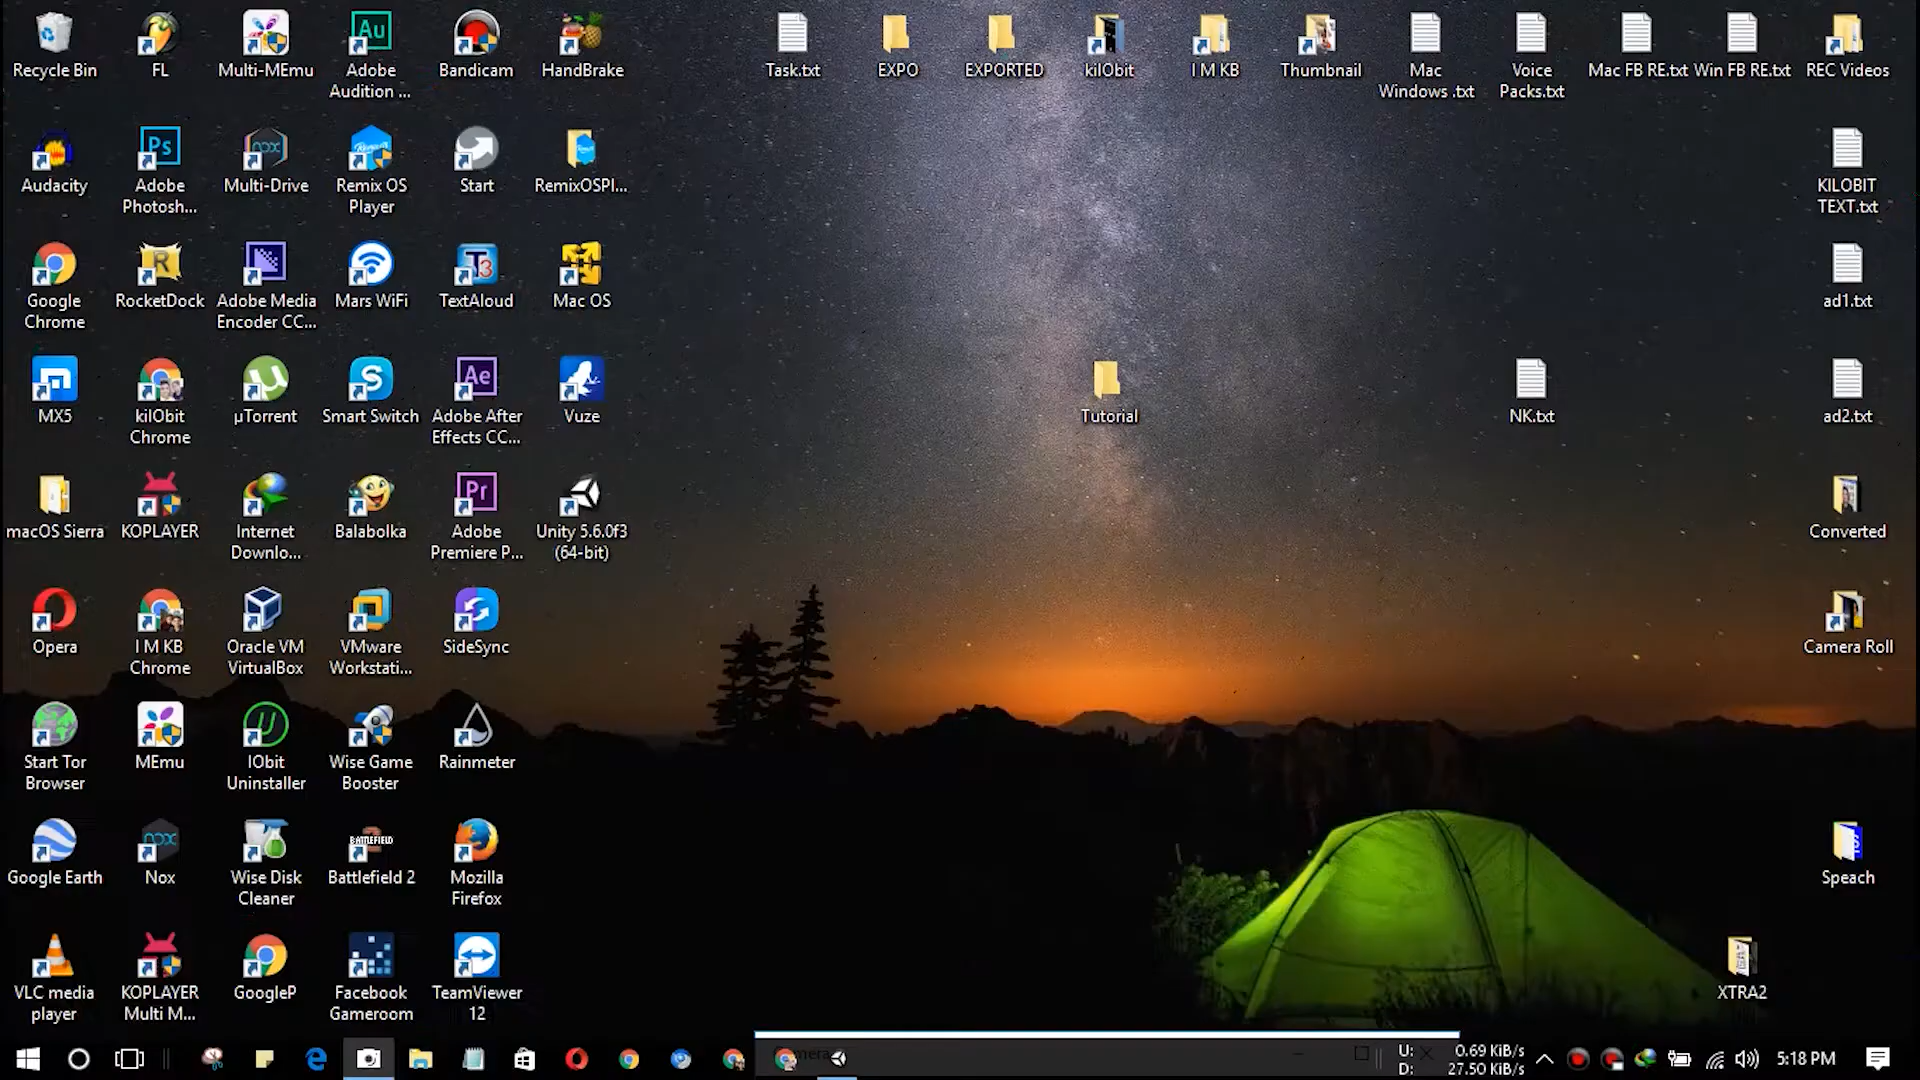 Recycle Bin
FL
Multi-MEmu
Adobe
Audition ...
Bandicam
HandBrake
Task.txt
EXPO
EXPORTED
kilObit
I M KB
Thumbnail
Mac
Windows .txt
Voice
Packs.txt
Mac FB RE.txt
Win FB RE.txt
REC Videos
Audacity
Adobe
Photosh...
Multi-Drive
Remix OS
Player
Start
RemixOSPl...
KILOBIT
TEXT.txt
Google
Chrome
RocketDock
Adobe Media
Encoder CC...
Mars WiFi
TextAloud
Mac OS
ad1.txt
MX5
kilObit
Chrome
µTorrent
Smart Switch
Adobe After
Effects CC...
Vuze
Tutorial
NK.txt
ad2.txt
macOS Sierra
KOPLAYER
Internet
Downlo...
Balabolka
Adobe
Premiere P...
Unity 5.6.0f3
(64-bit)
Converted
Opera
I M KB
Chrome
Oracle VM
VirtualBox
VMware
Workstati...
SideSync
Camera Roll
Start Tor
Browser
MEmu
IObit
Uninstaller
Wise Game
Booster
Rainmeter
Google Earth
Nox
Wise Disk
Cleaner
BATTLEFIELD
Battlefield 2
Mozilla
Firefox
Speach
VLC media
player
KOPLAYER
Multi M...
GoogleP
Facebook
Gameroom
TeamViewer
12
XTRA2
U: 0.69 KiB/s
D: 27.50 KiB/s
5:18 PM